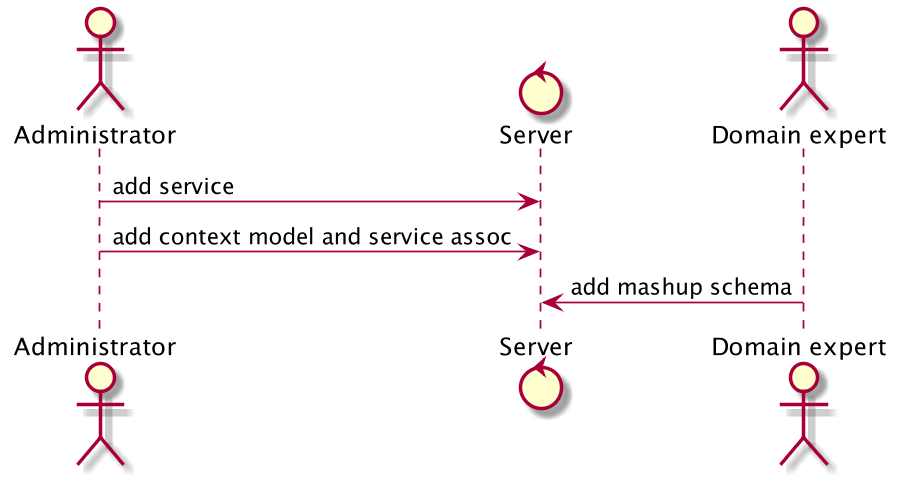 Administrator
Server
Domain expert
add service
add context model and service assoc
add mashup schema
Administrator
Server
Domain expert